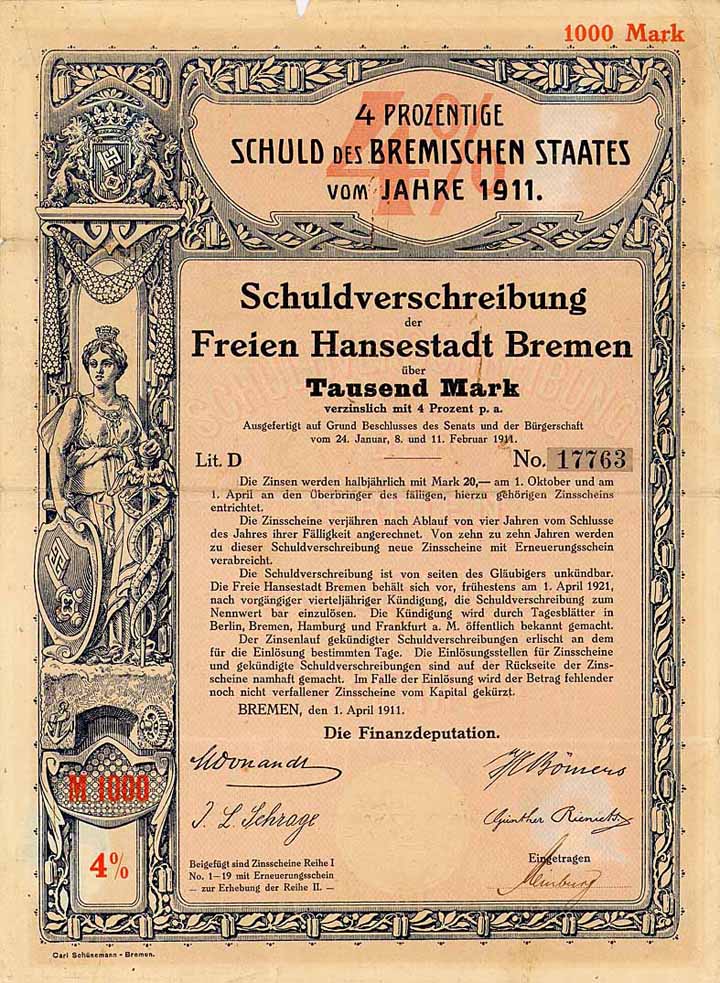 1000 Mark
4%
4 PROZENTIGE
SCHULD DES BREMISCHEN STAATES
VOM JAHRE 1911.
Schuldverschreibung
der
Freien Hansestadt Bremen
über
Tausend Mark
verzinslich mit 4 Prozent p. a.
Ausgefertigt auf Grund Beschlusses des Senats und der Bürgerschaft
vom 24. Januar, 8. und 11. Februar 1911.
Lit. D No. 17763
Die Zinsen werden halbjährlich mit Mark 20,— am 1. Oktober und am
1. April an den Überbringer des fälligen, hierzu gehörigen Zinsscheins
entrichtet.
Die Zinsscheine verjähren nach Ablauf von vier Jahren vom Schlusse
des Jahres ihrer Fälligkeit angerechnet. Von zehn zu zehn Jahren werden
zu dieser Schuldverschreibung neue Zinsscheine mit Erneuerungsschein
verabreicht.
Die Schuldverschreibung ist von seiten des Gläubigers unkündbar.
Die Freie Hansestadt Bremen behält sich vor, frühestens am 1. April 1921,
nach vorgängiger vierteljähriger Kündigung, die Schuldverschreibung zum
Nennwert bar einzulösen. Die Kündigung wird durch Tagesblätter in
Berlin, Bremen, Hamburg und Frankfurt a. M. öffentlich bekannt gemacht.
Der Zinsenlauf gekündigter Schuldverschreibungen erlischt an dem
für die Einlösung bestimmten Tage. Die Einlösungsstellen für Zinsscheine
und gekündigte Schuldverschreibungen sind auf der Rückseite der Zins-
scheine namhaft gemacht. Im Falle der Einlösung wird der Betrag fehlender
noch nicht verfallener Zinsscheine vom Kapital gekürzt.
BREMEN, den 1. April 1911.
Die Finanzdeputation.
Donandt
Börners
J. L. Schrage
Günther
M 1000
4%
Beigefügt sind Zinsscheine Reihe I
No. 1—19 mit Erneuerungsschein
— zur Erhebung der Reihe II. —
Eingetragen
Carl Schünemann - Bremen.